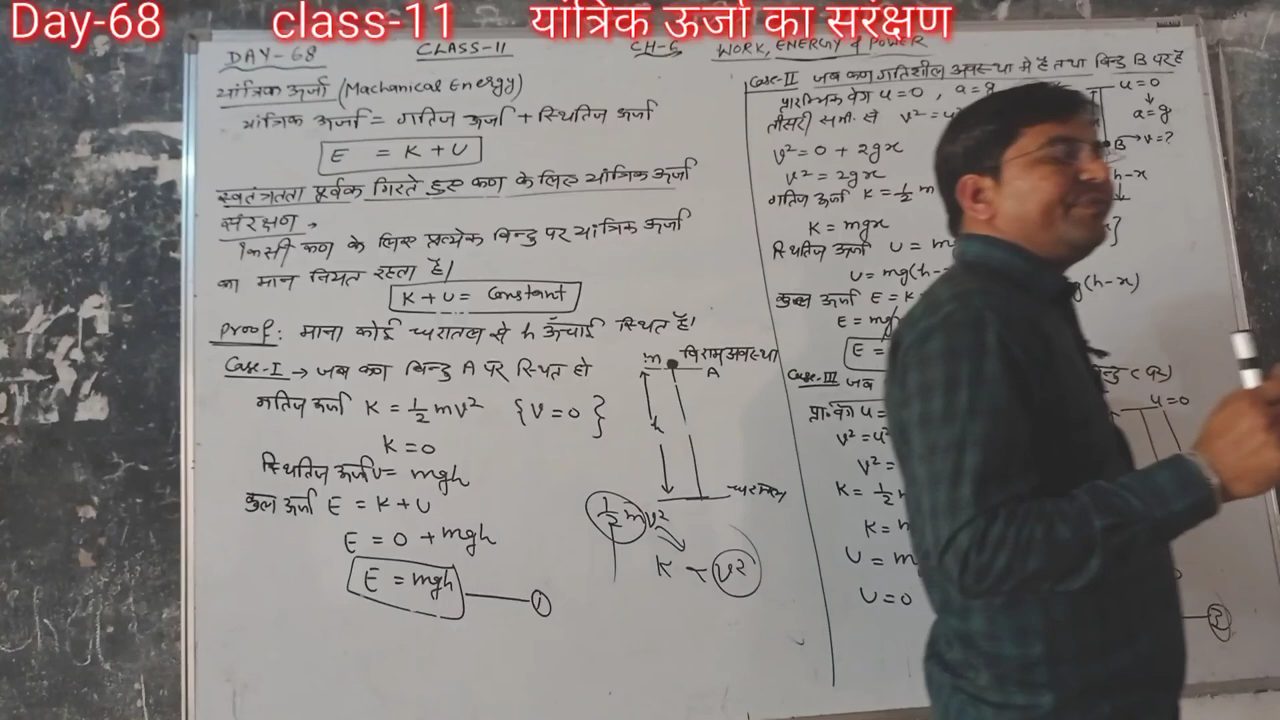 Day-68 class-11 यांत्रिक ऊर्जा का सरंक्षण
DAY-68 CLASS-11 CH-6 WORK, ENERGY & POWER
यांत्रिक ऊर्जा (Machanical Energy)
यांत्रिक ऊर्जा = गतिज ऊर्जा + स्थितिज ऊर्जा
E = K + U
स्वतंत्रता पूर्वक गिरते हुए कण के लिए यांत्रिक ऊर्जा
संरक्षण
किसी कण के लिए प्रत्येक बिन्दु पर यांत्रिक ऊर्जा
का मान नियत रहता है।
K + U = Constant
Proof: माना कोई धरातल से h ऊँचाई स्थित है।
Case-I → जब कण बिन्दु A पर स्थित हो
गतिज ऊर्जा K = 1/2 mv² {v = 0}
K = 0
स्थितिज ऊर्जा U = mgh
कुल ऊर्जा E = K + U
E = 0 + mgh
E = mgh ①
m विराम अवस्था
A
h
धरातल
1/2 mv²
K v²
Case-II जब कण गतिशील अवस्था में है तथा बिन्दु B पर है
प्रारम्भिक वेग u = 0, a = g
तीसरी समी. से v² = u²
v² = 0 + 2gx
v² = 2gx
गतिज ऊर्जा K = 1/2 m
K = mgx
स्थितिज ऊर्जा U = m
U = mg(h-
कुल ऊर्जा E = K
E = mg
E =
u = 0
a = g
B → v = ?
h-x
g(h-x)
Case-III जब
u =
v² = u²
v² =
K = 1/2
K =
U = m
U = 0
u = 0
③